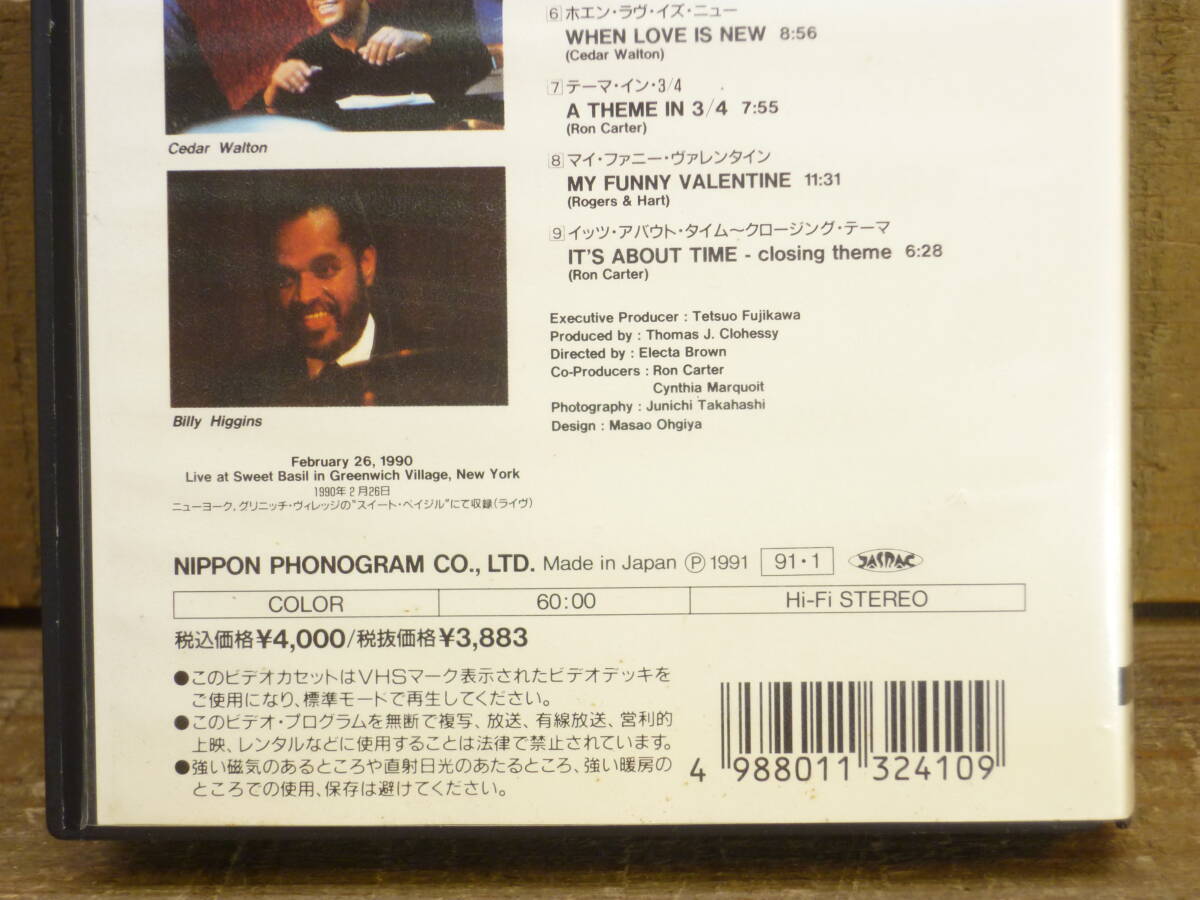 Cedar Walton
Billy Higgins
February 26, 1990
Live at Sweet Basil in Greenwich Village, New York
1990年2月26日
ニューヨーク,グリニッチ・ヴィレッジの"スイート・ベイジル"にて収録(ライヴ)
6 ホエン・ラヴ・イズ・ニュー
WHEN LOVE IS NEW 8:56
(Cedar Walton)
7 テーマ・イン・3/4
A THEME IN 3/4 7:55
(Ron Carter)
8 マイ・ファニー・ヴァレンタイン
MY FUNNY VALENTINE 11:31
(Rogers & Hart)
9 イッツ・アバウト・タイム〜クロージング・テーマ
IT'S ABOUT TIME - closing theme 6:28
(Ron Carter)
Executive Producer : Tetsuo Fujikawa
Produced by : Thomas J. Clohessy
Directed by : Electa Brown
Co-Producers : Ron Carter
Cynthia Marquoit
Photography : Junichi Takahashi
Design : Masao Ohgiya
NIPPON PHONOGRAM CO., LTD. Made in Japan Ⓟ 1991 91・1 JASRAC
COLOR 60:00 Hi-Fi STEREO
税込価格¥4,000/税抜価格¥3,883
●このビデオカセットはVHSマーク表示されたビデオデッキを
ご使用になり、標準モードで再生してください。
●このビデオ・プログラムを無断で複写、放送、有線放送、営利的
上映、レンタルなどに使用することは法律で禁止されています。
●強い磁気のあるところや直射日光のあたるところ、強い暖房の
ところでの使用、保存は避けてください。
4 988011 324109